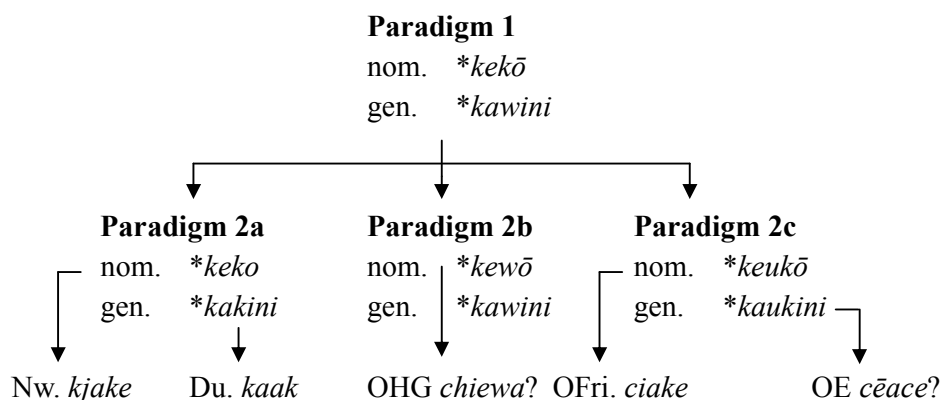 Paradigm 1
nom. *kekō
gen. *kawini
Paradigm 2a Paradigm 2b Paradigm 2c
nom. *keko nom. *kewō nom. *keukō
gen. *kakini gen. *kawini gen. *kaukini
Nw. kjake Du. kaak OHG chiewa? OFri. ciake OE cēace?